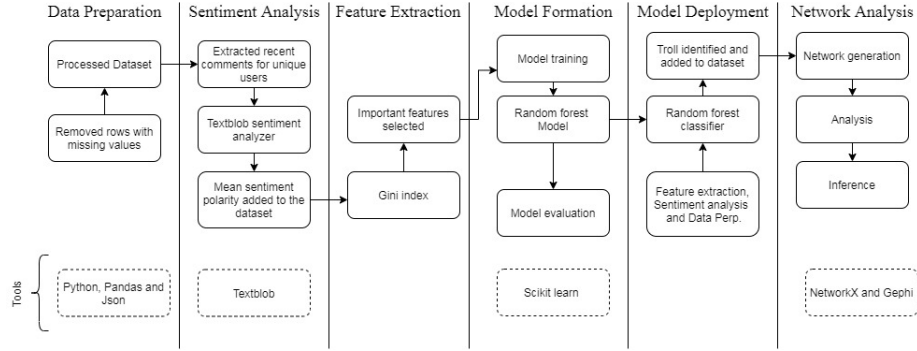 Data Preparation
Sentiment Analysis
Feature Extraction
Model Formation
Model Deployment
Network Analysis
Processed Dataset
Removed rows with
missing values
Extracted recent
comments for unique
users
Textblob sentiment
analyzer
Mean sentiment
polarity added to the
dataset
Important features
selected
Gini index
Model training
Random forest
Model
Model evaluation
Troll identified and
added to dataset
Random forest
classifier
Feature extraction,
Sentiment analysis
and Data Perp.
Network generation
Analysis
Inference
Tools
Python, Pandas and
Json
Textblob
Scikit learn
NetworkX and Gephi